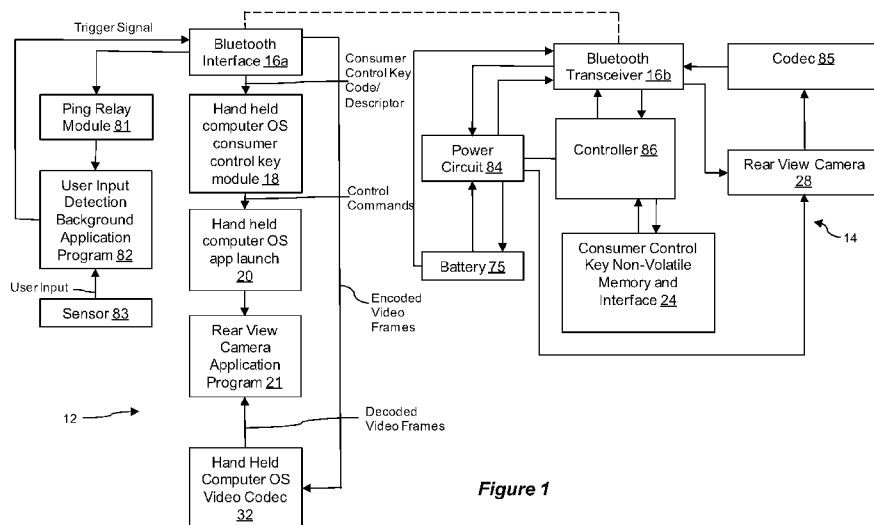 Trigger Signal
Bluetooth
Interface 16a
Consumer
Control Key
Code/
Descriptor
Bluetooth
Transceiver 16b
Codec 85
Ping Relay
Module 81
Hand held
computer OS
consumer
control key
module 18
Power
Circuit 84
Controller 86
Rear View Camera
28
User Input
Detection
Background
Application
Program 82
Control
Commands
Hand held
computer OS
app launch
20
14
Battery 75
Consumer Control
Key Non-Volatile
Memory and
Interface 24
User Input
Sensor 83
Encoded
Video
Frames
Rear View
Camera
Application
Program 21
12
Decoded
Video Frames
Hand Held
Computer OS
Video Codec
32
Figure 1